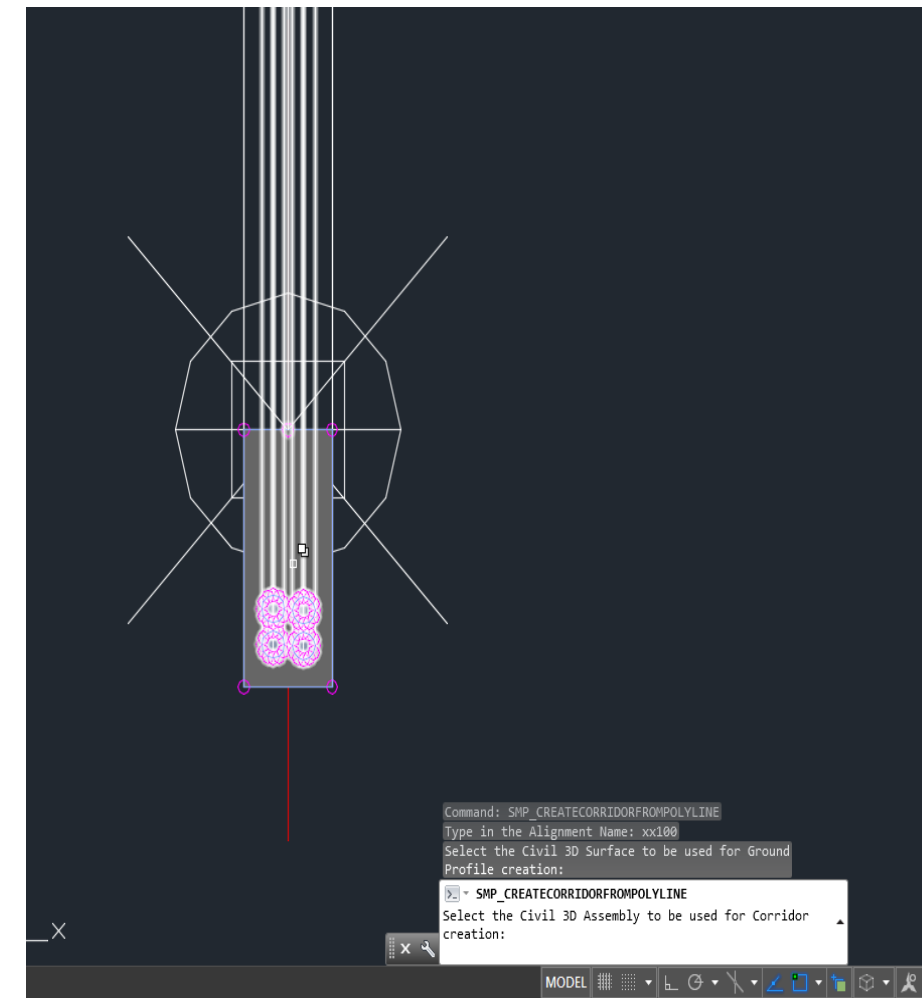 Command: SMP_CREATECORRIDORFROMPOLYLINE
Type in the Alignment Name: xx100
Select the Civil 3D Surface to be used for Ground
Profile creation:
SMP_CREATECORRIDORFROMPOLYLINE
Select the Civil 3D Assembly to be used for Corridor
creation:
X
MODEL